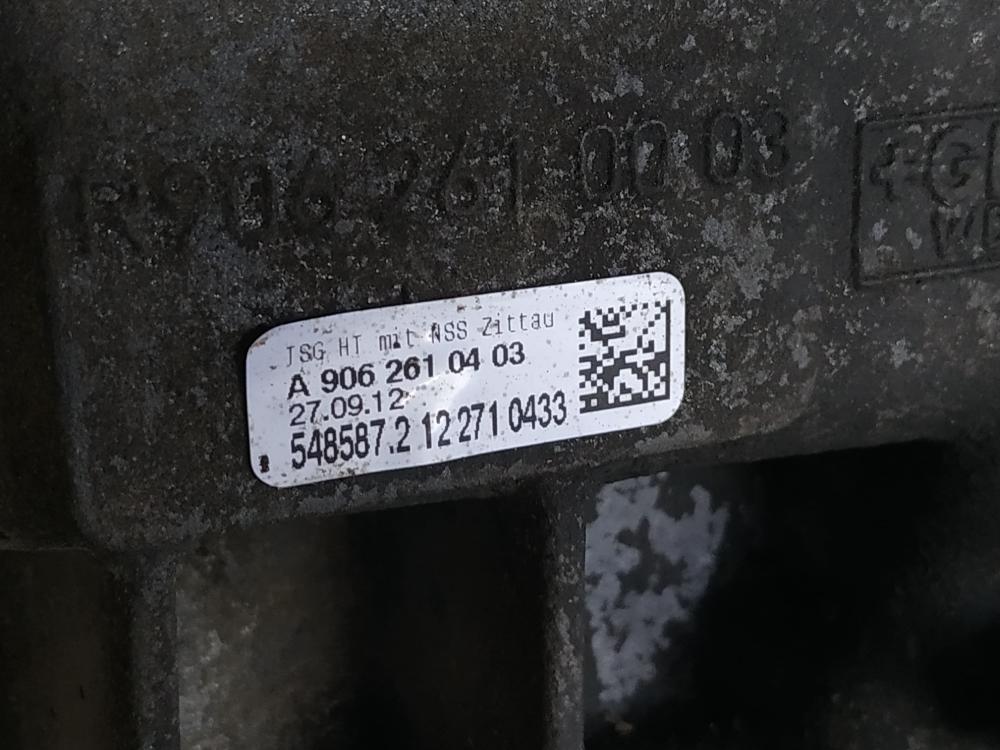 R906 261 00 03
TSG HT mit NSS Zittau
A 906 261 04 03
27.09.12
548587.2 12 271 0433